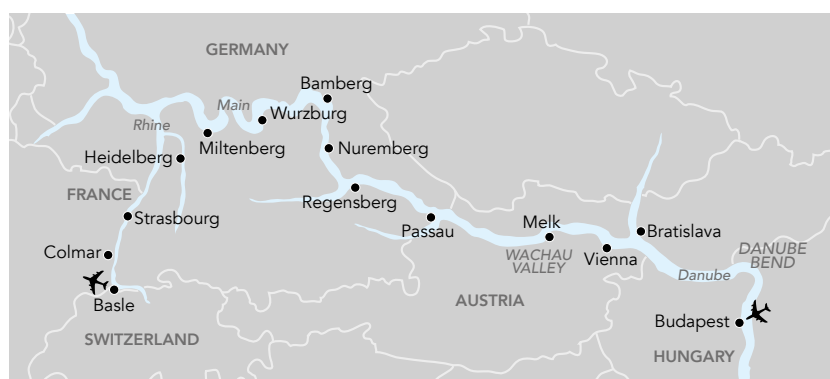 GERMANY
Bamberg
Main
Wurzburg
Rhine
Miltenberg
Nuremberg
Heidelberg
FRANCE
Regensberg
Strasbourg
Passau
Melk
Bratislava
Colmar
WACHAU
VALLEY
Vienna
DANUBE
BEND
Danube
Basle
AUSTRIA
Budapest
SWITZERLAND
HUNGARY